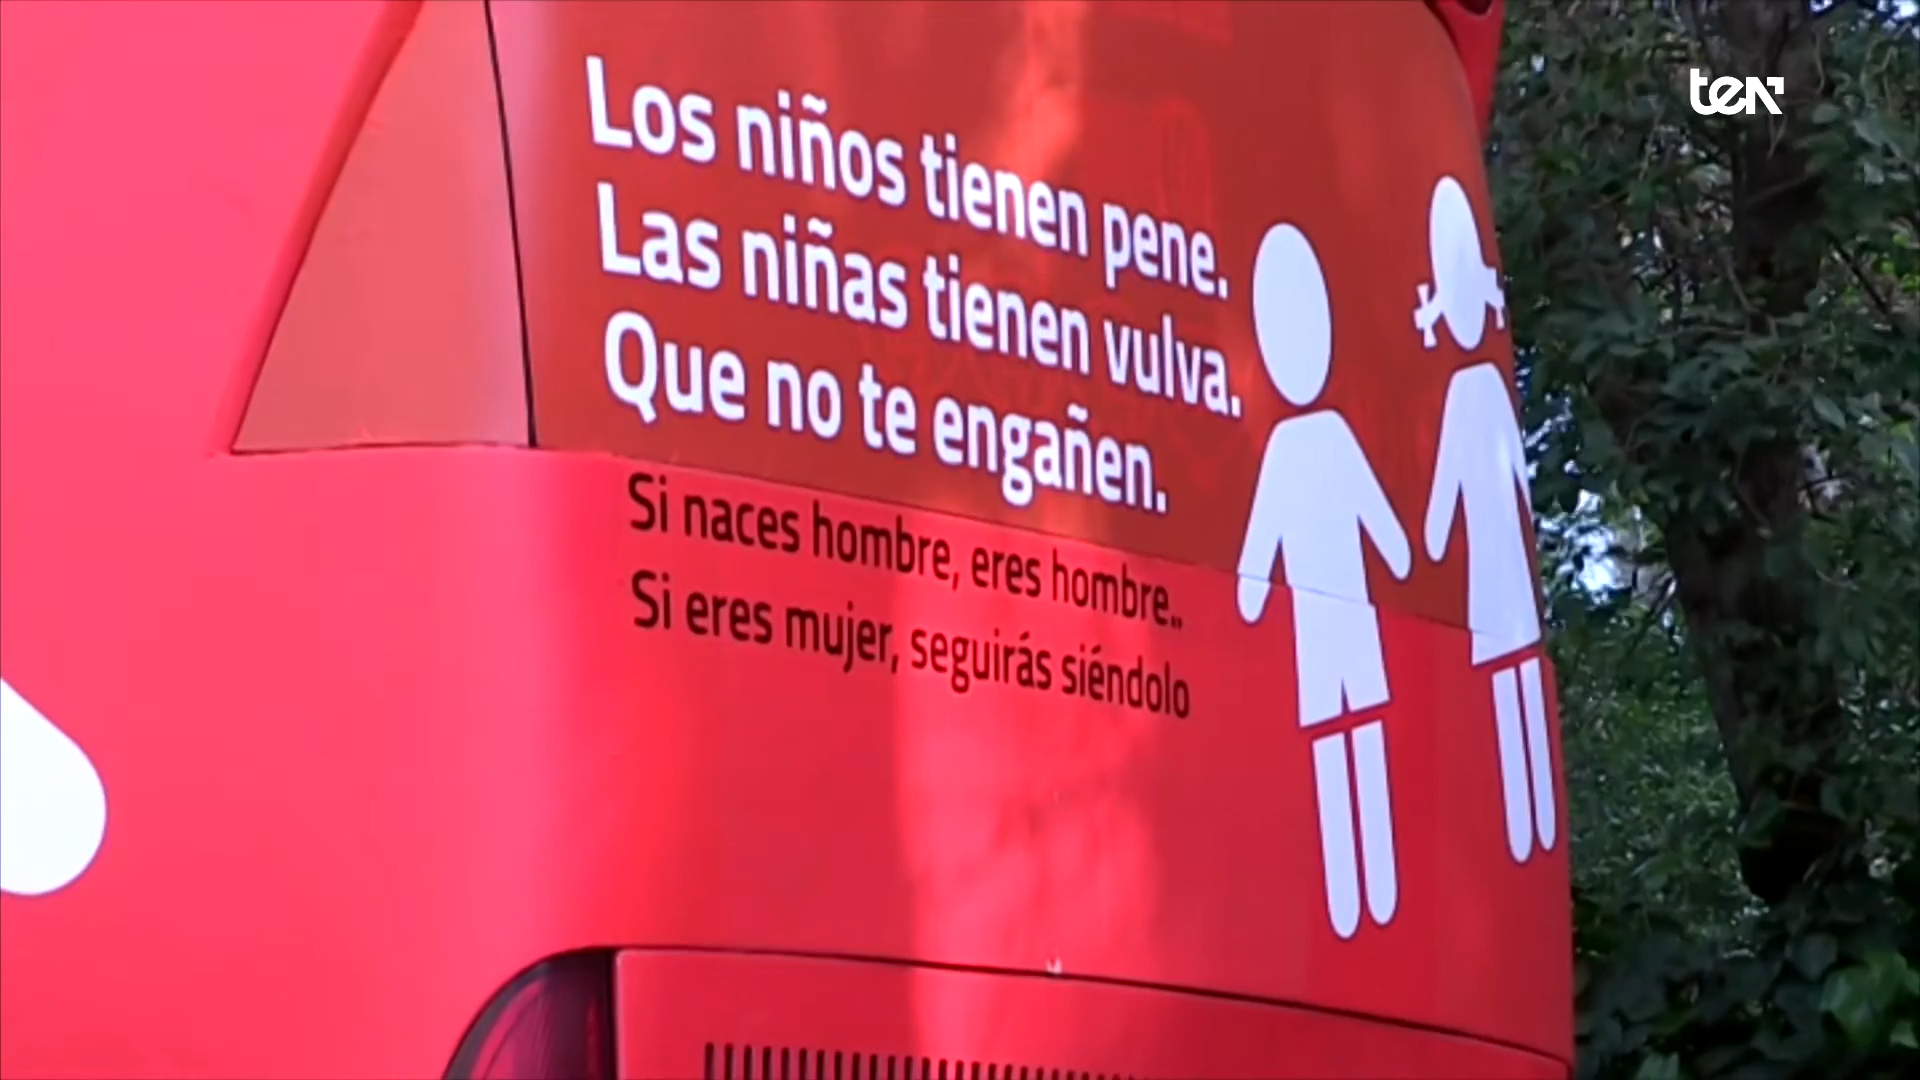 ten
Los niños tienen pene.
Las niñas tienen vulva.
Que no te engañen.
Si naces hombre, eres hombre..
Si eres mujer, seguirás siéndolo